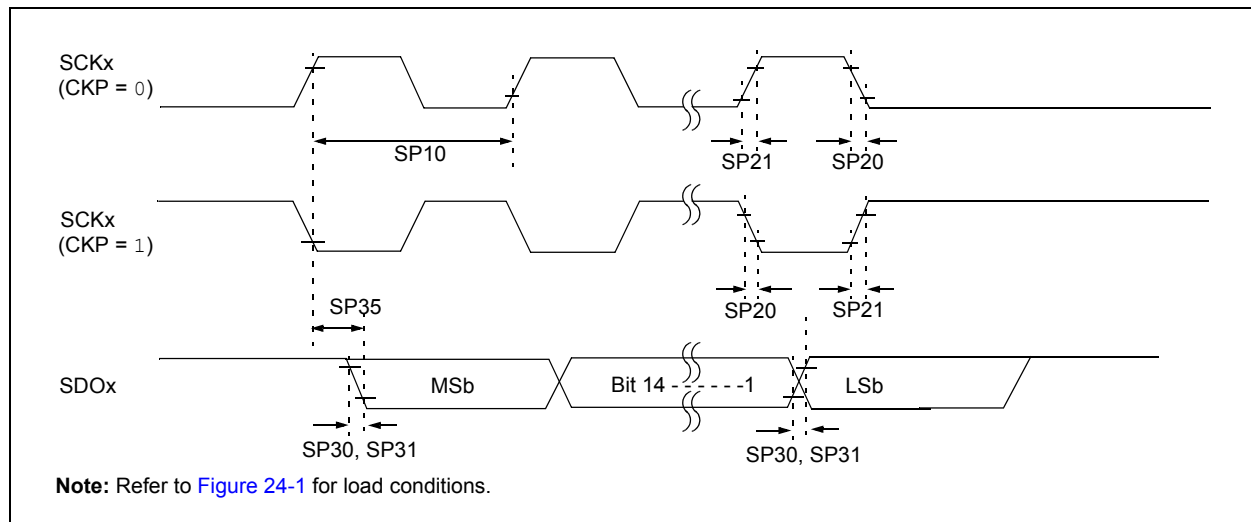 SCKx
(CKP = 0)
SP10
SP21
SP20
SCKx
(CKP = 1)
SP35
SP20
SP21
SDOx
MSb
Bit 14 - - - - - -1
LSb
SP30, SP31
SP30, SP31
Note: Refer to Figure 24-1 for load conditions.